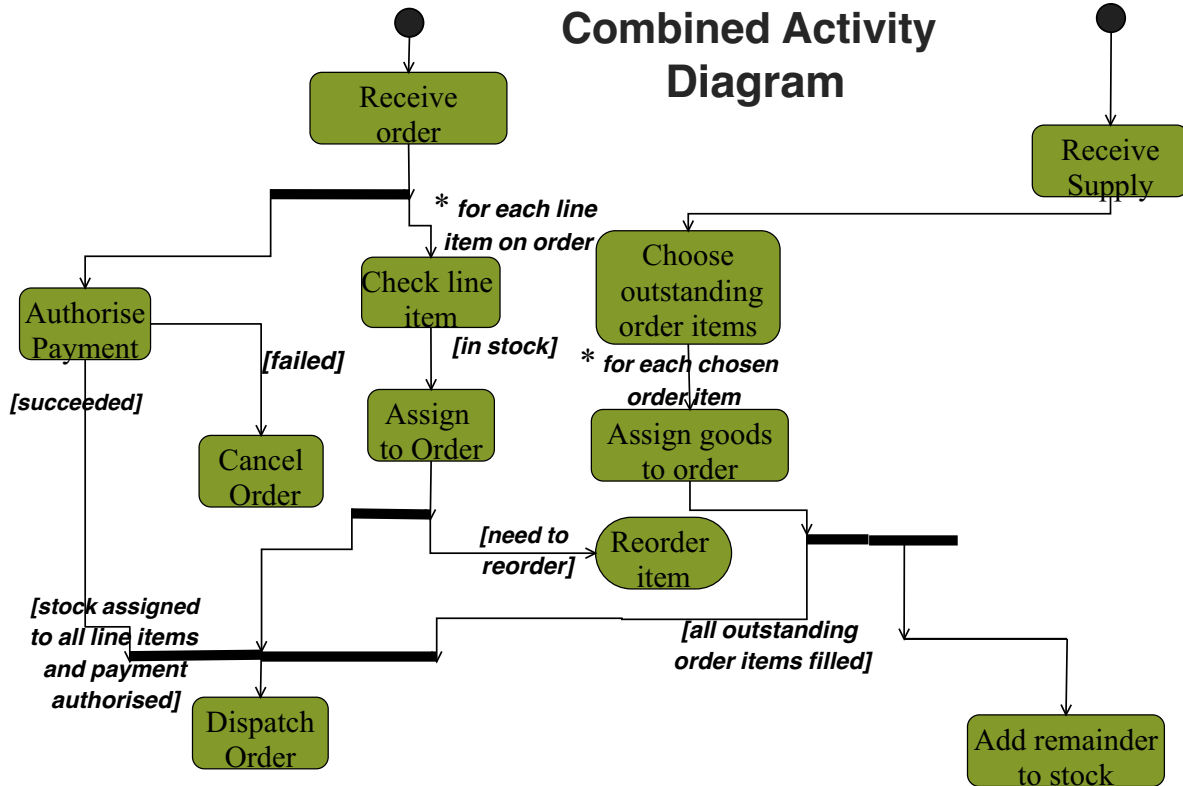 Combined Activity
Diagram
Receive
order
Receive
Supply
* for each line
item on order
Choose
outstanding
order items
Check line
item
Authorise
Payment
[failed]
[in stock]
* for each chosen
order item
[succeeded]
Assign
to Order
Assign goods
to order
Cancel
Order
[need to
reorder]
Reorder
item
[stock assigned
to all line items
and payment
authorised]
[all outstanding
order items filled]
Dispatch
Order
Add remainder
to stock